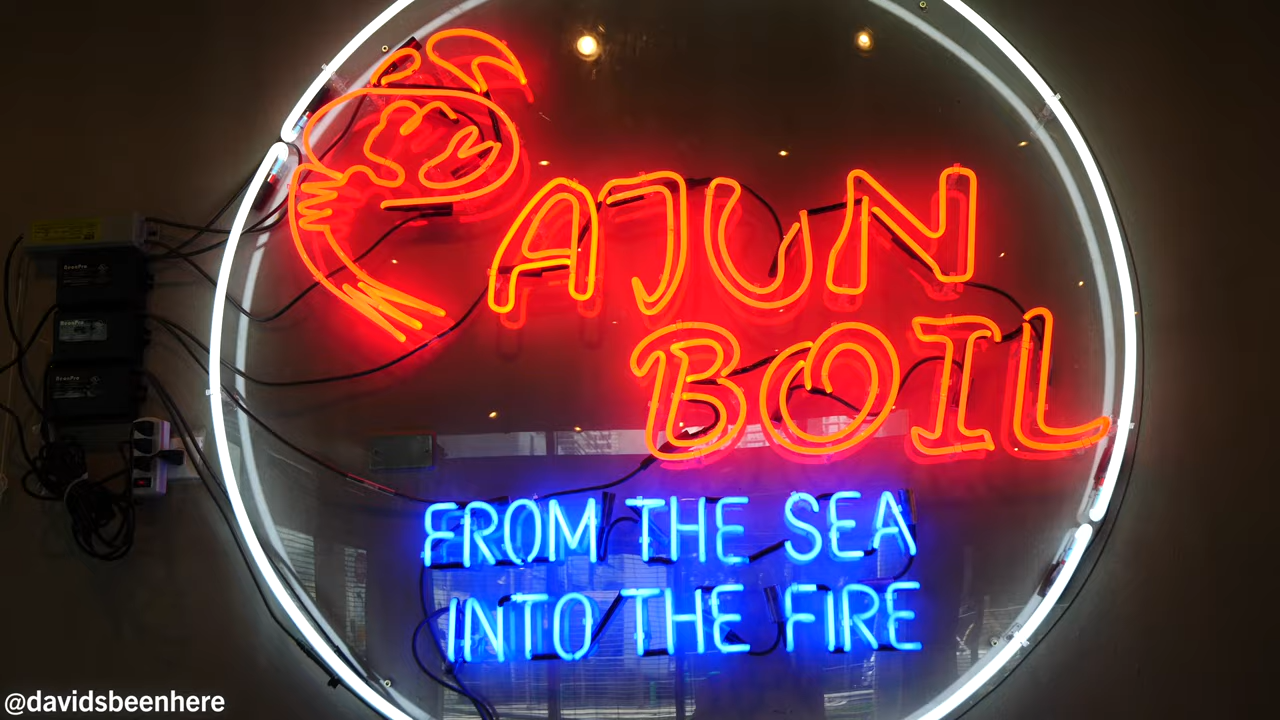 CAJUN
BOIL
FROM THE SEA
INTO THE FIRE
@davidsbeenhere